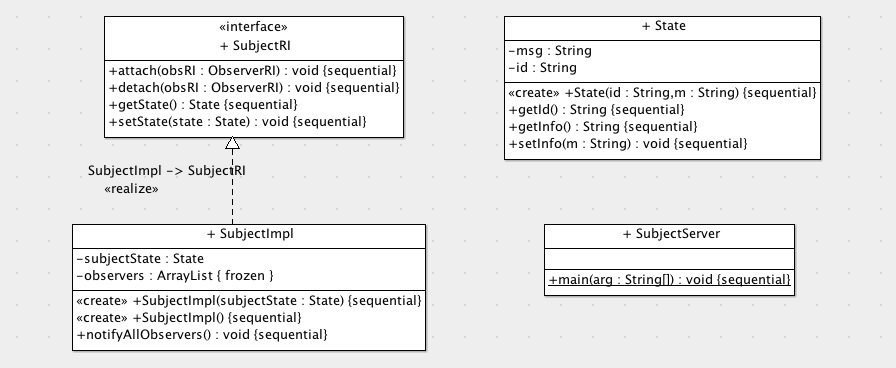 «interface»
+ SubjectRI
+attach(obsRI : ObserverRI) : void {sequential}
+detach(obsRI : ObserverRI) : void {sequential}
+getState() : State {sequential}
+setState(state : State) : void {sequential}
+ State
-msg : String
-id : String
«create» +State(id : String,m : String) {sequential}
+getId() : String {sequential}
+getInfo() : String {sequential}
+setInfo(m : String) : void {sequential}
SubjectImpl -> SubjectRI
«realize»
+ SubjectImpl
-subjectState : State
-observers : ArrayList { frozen }
«create» +SubjectImpl(subjectState : State) {sequential}
«create» +SubjectImpl() {sequential}
+notifyAllObservers() : void {sequential}
+ SubjectServer
+main(arg : String[]) : void {sequential}